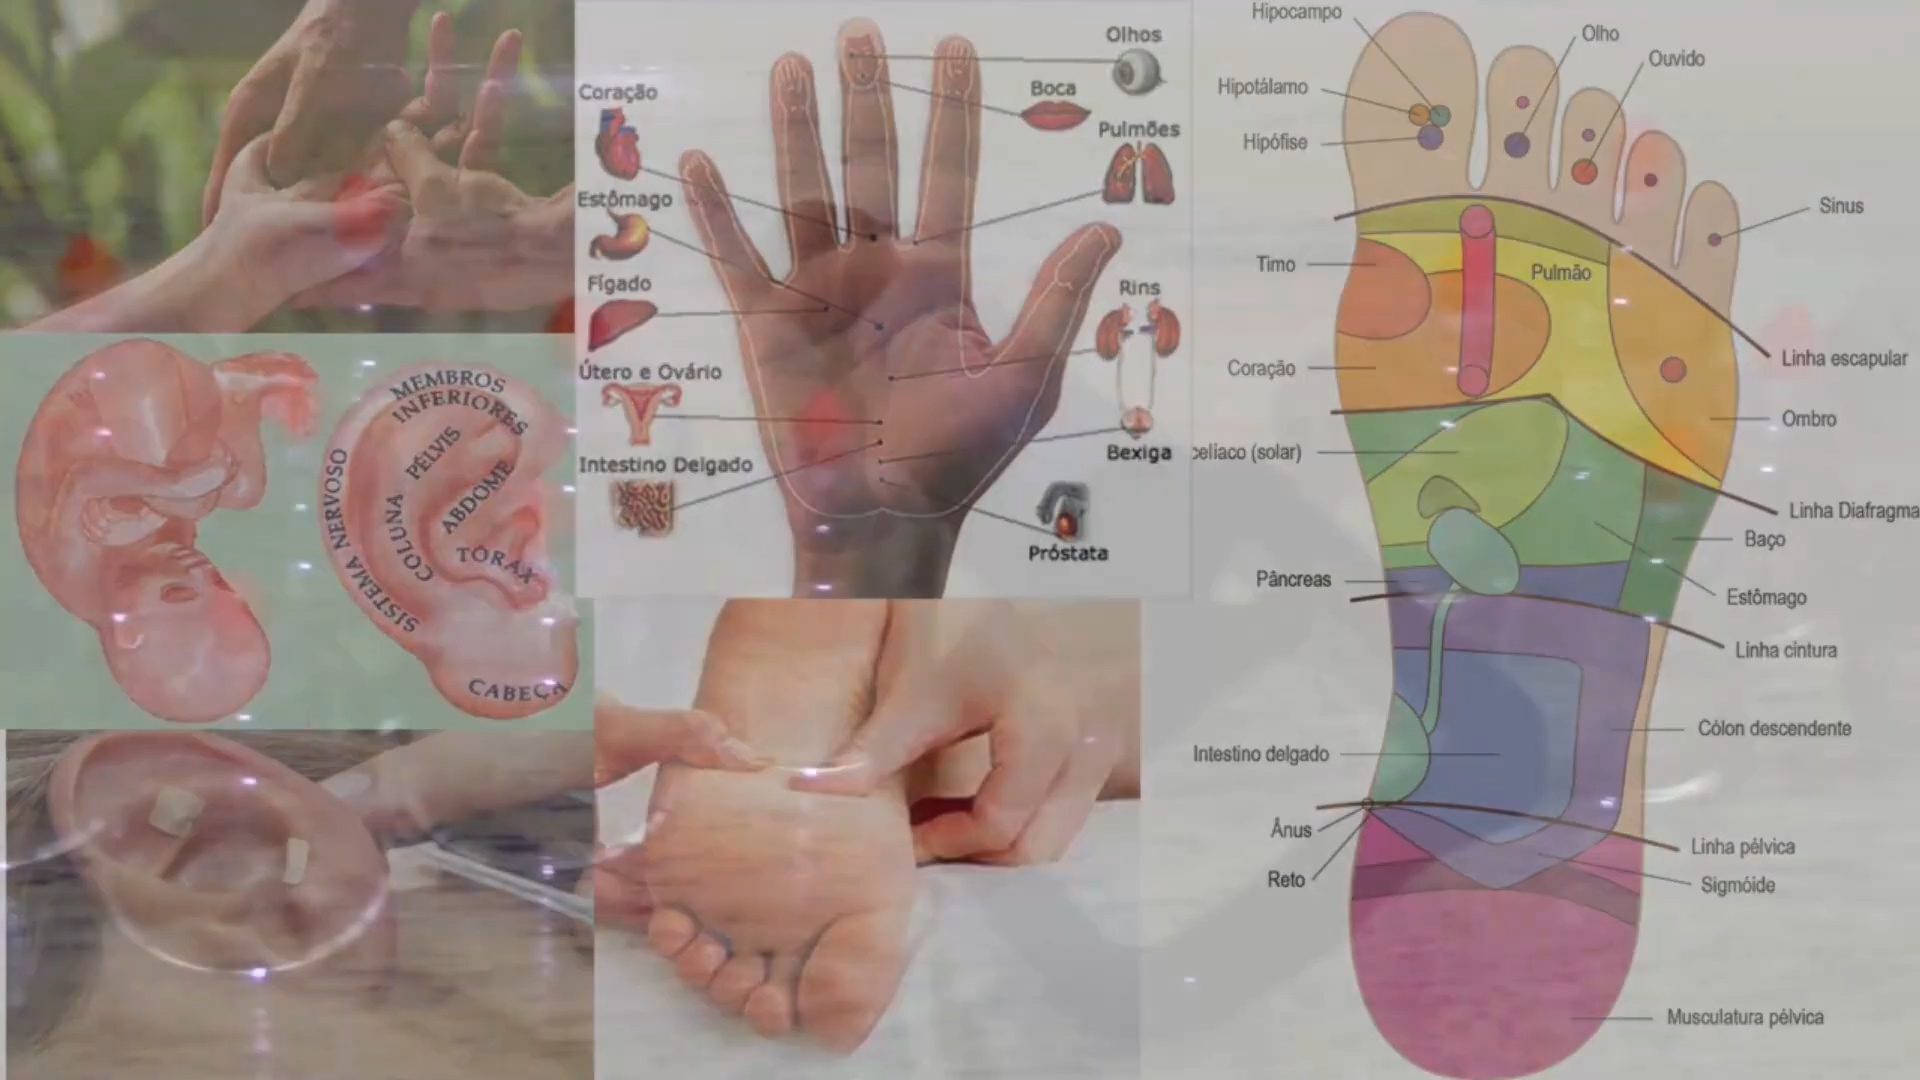 Coração
Estômago
Fígado
Útero e Ovário
Intestino Delgado
Olhos
Boca
Pulmões
Rins
Bexiga
Próstata
MEMBROS
INFERIORES
PÉLVIS
ABDOME
TÓRAX
COLUNA
SISTEMA NERVOSO
CABEÇA
Hipocampo
Hipotálamo
Hipófise
Olho
Ouvido
Sinus
Timo
Pulmão
Coração
Linha escapular
Ombro
celíaco (solar)
Linha Diafragma
Baço
Pâncreas
Estômago
Linha cintura
Cólon descendente
Intestino delgado
Ânus
Reto
Linha pélvica
Sigmóide
Musculatura pélvica